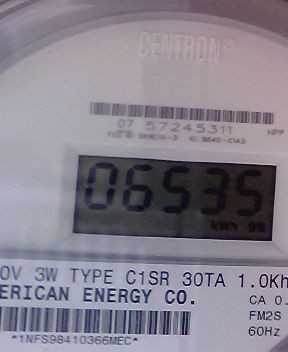 CENTRON®
07 57245311
HPP
06535
kWh
0V 3W TYPE C1SR 30TA 1.0Kh
ERICAN ENERGY CO.
CA 0.
FM2S
60Hz
*1NFS98410366MEC*